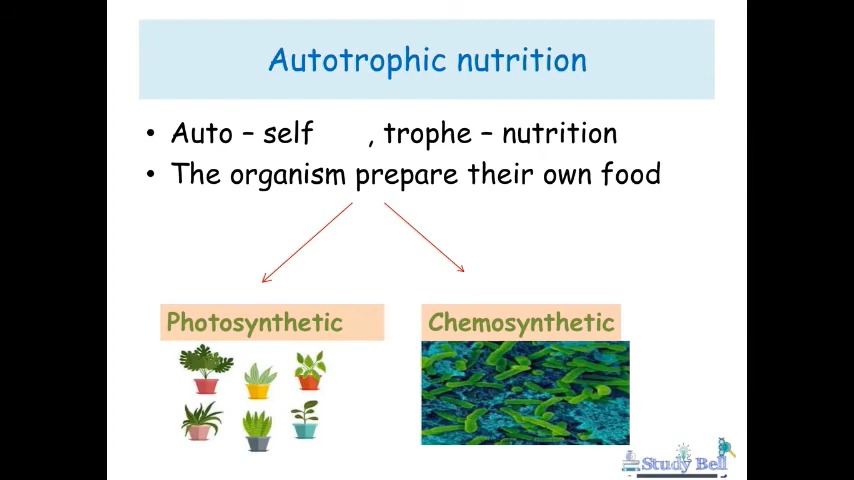 Autotrophic nutrition
• Auto – self , trophe – nutrition
• The organism prepare their own food
Photosynthetic
Chemosynthetic
Study Bell